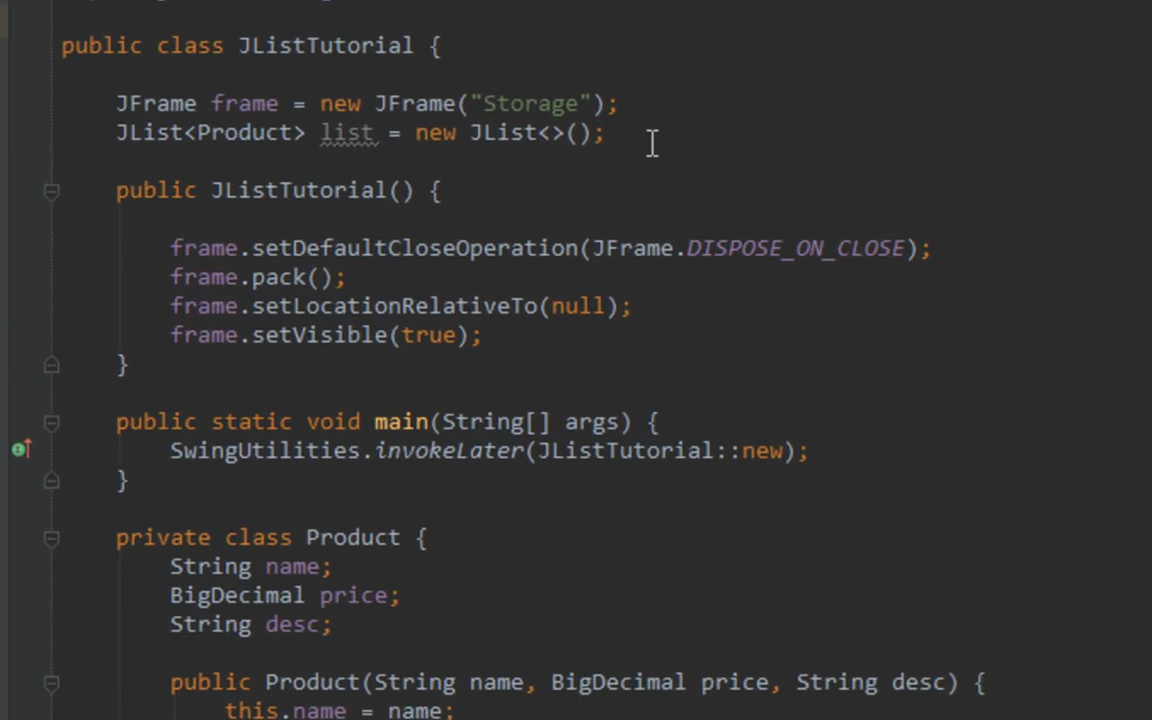 public class JListTutorial {
JFrame frame = new JFrame("Storage");
JList<Product> list = new JList<>();
public JListTutorial() {
frame.setDefaultCloseOperation(JFrame.DISPOSE_ON_CLOSE);
frame.pack();
frame.setLocationRelativeTo(null);
frame.setVisible(true);
}
public static void main(String[] args) {
SwingUtilities.invokeLater(JListTutorial::new);
}
private class Product {
String name;
BigDecimal price;
String desc;
public Product(String name, BigDecimal price, String desc) {
this.name = name;